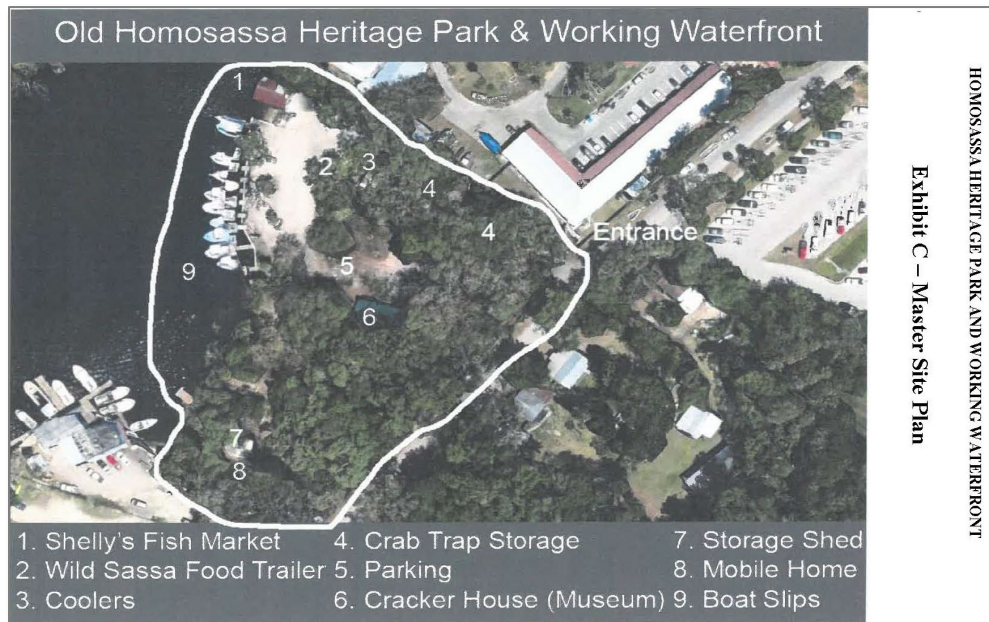 Old Homosassa Heritage Park & Working Waterfront
1
2
3
4
4
Entrance
5
9
6
7
8
1. Shelly's Fish Market
2. Wild Sassa Food Trailer
3. Coolers
4. Crab Trap Storage
5. Parking
6. Cracker House (Museum)
7. Storage Shed
8. Mobile Home
9. Boat Slips
HOMOSASSA HERITAGE PARK AND WORKING WATERFRONT
Exhibit C – Master Site Plan